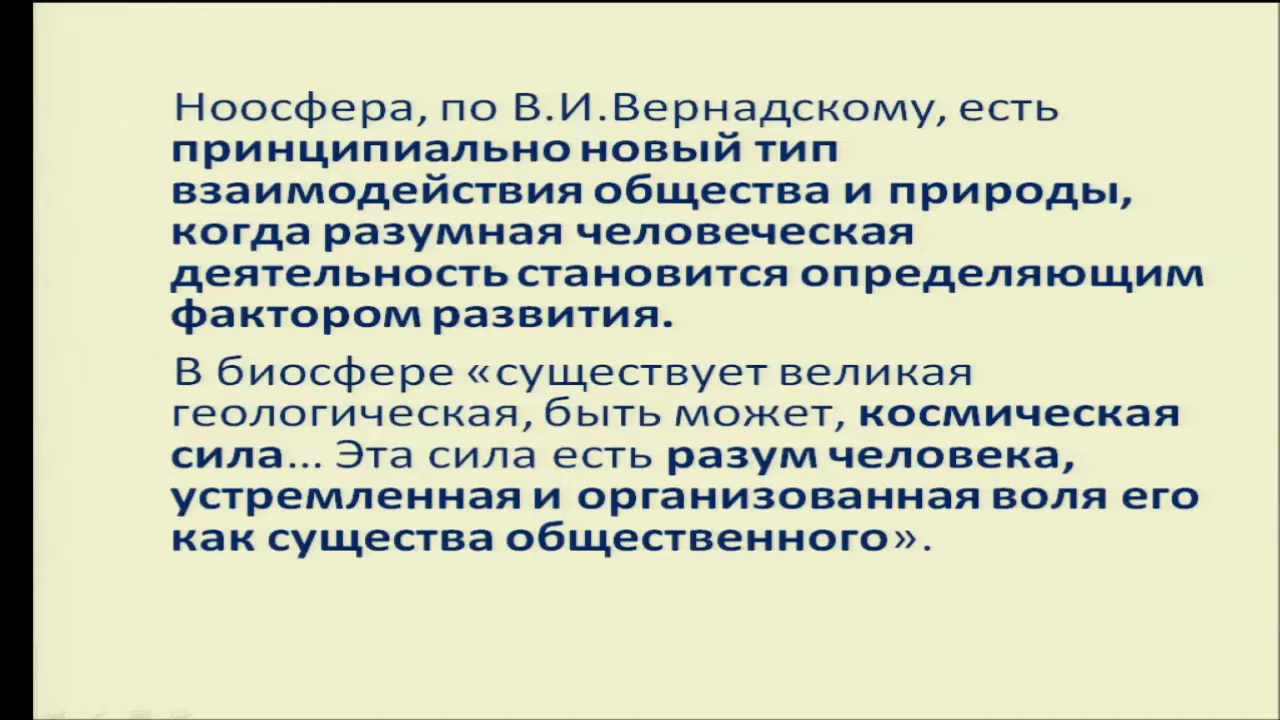 Ноосфера, по В.И.Вернадскому, есть
принципиально новый тип
взаимодействия общества и природы,
когда разумная человеческая
деятельность становится определяющим
фактором развития.
В биосфере «существует великая
геологическая, быть может, космическая
сила... Эта сила есть разум человека,
устремленная и организованная воля его
как существа общественного».